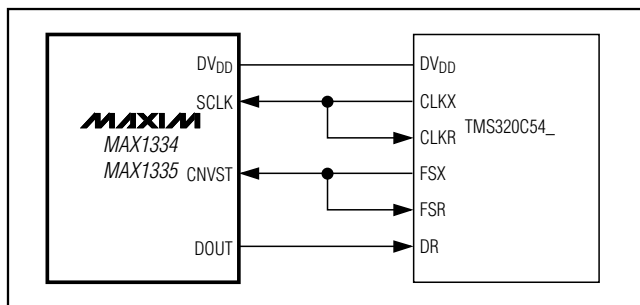 DVDD
SCLK
MAXIM
MAX1334
MAX1335
CNVST
DOUT
DVDD
CLKX
CLKR
TMS320C54_
FSX
FSR
DR